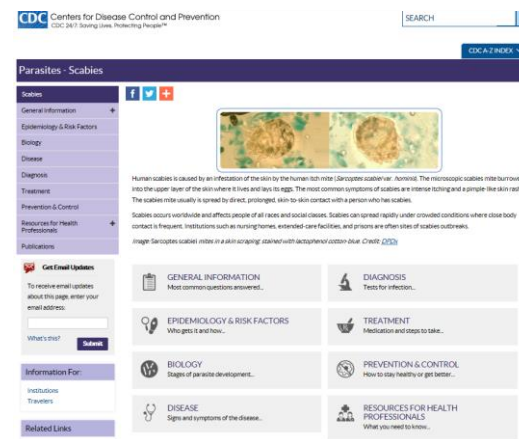 CDC Centers for Disease Control and Prevention
CDC 24/7: Saving Lives. Protecting People™
SEARCH
CDC A-Z INDEX
Parasites - Scabies
Scabies
General Information +
Epidemiology & Risk Factors
Biology
Disease
Diagnosis
Treatment
Prevention & Control
Resources for Health +
Professionals
Publications
Get Email Updates
To receive email updates
about this page, enter your
email address:
What's this?
Submit
Information For:
Institutions
Travelers
Related Links
Human scabies is caused by an infestation of the skin by the human itch mite (Sarcoptes scabiei var. hominis). The microscopic scabies mite burrows
into the upper layer of the skin where it lives and lays its eggs. The most common symptoms of scabies are intense itching and a pimple-like skin rash.
The scabies mite usually is spread by direct, prolonged, skin-to-skin contact with a person who has scabies.
Scabies occurs worldwide and affects people of all races and social classes. Scabies can spread rapidly under crowded conditions where close body
contact is frequent. Institutions such as nursing homes, extended-care facilities, and prisons are often sites of scabies outbreaks.
Image: Sarcoptes scabiei mites in a skin scraping, stained with lactophenol cotton-blue. Credit: DPDx
GENERAL INFORMATION
Most common questions answered...
DIAGNOSIS
Tests for infection...
EPIDEMIOLOGY & RISK FACTORS
Who gets it and how...
TREATMENT
Medication and steps to take...
BIOLOGY
Stages of parasite development...
PREVENTION & CONTROL
How to stay healthy or get better...
DISEASE
Signs and symptoms of the disease...
RESOURCES FOR HEALTH
PROFESSIONALS
What you need to know...